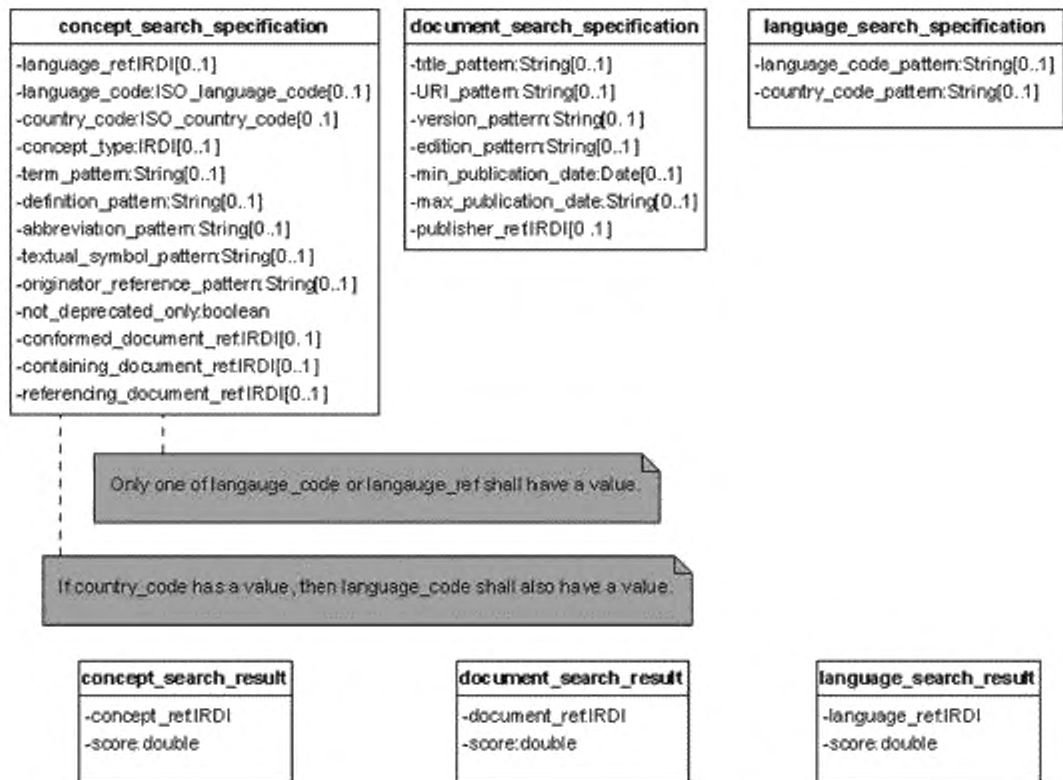 concept_search_specification
-language_ref:IRDI[0..1]
-language_code:ISO_language_code[0..1]
-country_code:ISO_country_code[0 .1]
-concept_type:IRDI[0..1]
-term_pattern:String[0..1]
-definition_pattern:String[0..1]
-abbreviation_pattern:String[0..1]
-textual_symbol_pattern:String[0..1]
-originator_reference_pattern:String[0..1]
-not_deprecated_only:boolean
-conformed_document_ref:IRDI[0. 1]
-containing_document_ref:IRDI[0..1]
-referencing_document_ref:IRDI[0..1]
document_search_specification
-title_pattern:String[0..1]
-URI_pattern:String[0..1]
-version_pattern:String[0. 1]
-edition_pattern:String[0..1]
-min_publication_date:Date[0..1]
-max_publication_date:String[0..1]
-publisher_ref:IRDI[0 .1]
language_search_specification
-language_code_pattern:String[0..1]
-country_code_pattern:String[0..1]
Only one of langauge_code or langauge_ref shall have a value.
If country_code has a value, then language_code shall also have a value.
concept_search_result
-concept_ref:IRDI
-score:double
document_search_result
-document_ref:IRDI
-score:double
language_search_result
-language_ref:IRDI
-score:double